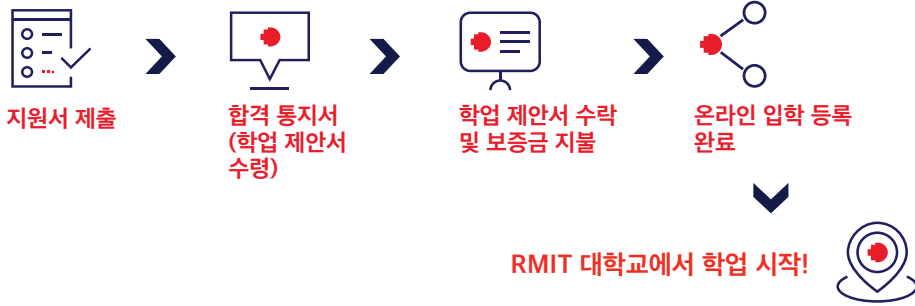 지원서 제출
합격 통지서
(학업 제안서
수령)
학업 제안서 수락
및 보증금 지불
온라인 입학 등록
완료
RMIT 대학교에서 학업 시작!